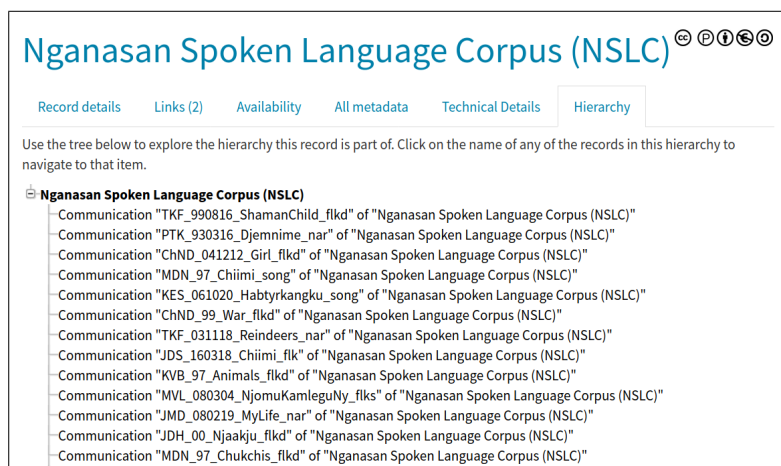 Nganasan Spoken Language Corpus (NSLC)
Record details Links (2) Availability All metadata Technical Details Hierarchy
Use the tree below to explore the hierarchy this record is part of. Click on the name of any of the records in this hierarchy to
navigate to that item.
Nganasan Spoken Language Corpus (NSLC)
Communication "TKF_990816_ShamanChild_flkd" of "Nganasan Spoken Language Corpus (NSLC)"
Communication "PTK_930316_Djemnime_nar" of "Nganasan Spoken Language Corpus (NSLC)"
Communication "ChND_041212_Girl_flkd" of "Nganasan Spoken Language Corpus (NSLC)"
Communication "MDN_97_Chiimi_song" of "Nganasan Spoken Language Corpus (NSLC)"
Communication "KES_061020_Habtyrkangku_song" of "Nganasan Spoken Language Corpus (NSLC)"
Communication "ChND_99_War_flkd" of "Nganasan Spoken Language Corpus (NSLC)"
Communication "TKF_031118_Reindeers_nar" of "Nganasan Spoken Language Corpus (NSLC)"
Communication "JDS_160318_Chiimi_flk" of "Nganasan Spoken Language Corpus (NSLC)"
Communication "KVB_97_Animals_flkd" of "Nganasan Spoken Language Corpus (NSLC)"
Communication "MVL_080304_NjomuKamleguNy_flks" of "Nganasan Spoken Language Corpus (NSLC)"
Communication "JMD_080219_MyLife_nar" of "Nganasan Spoken Language Corpus (NSLC)"
Communication "JDH_00_Njaakju_flkd" of "Nganasan Spoken Language Corpus (NSLC)"
Communication "MDN_97_Chukchis_flkd" of "Nganasan Spoken Language Corpus (NSLC)"